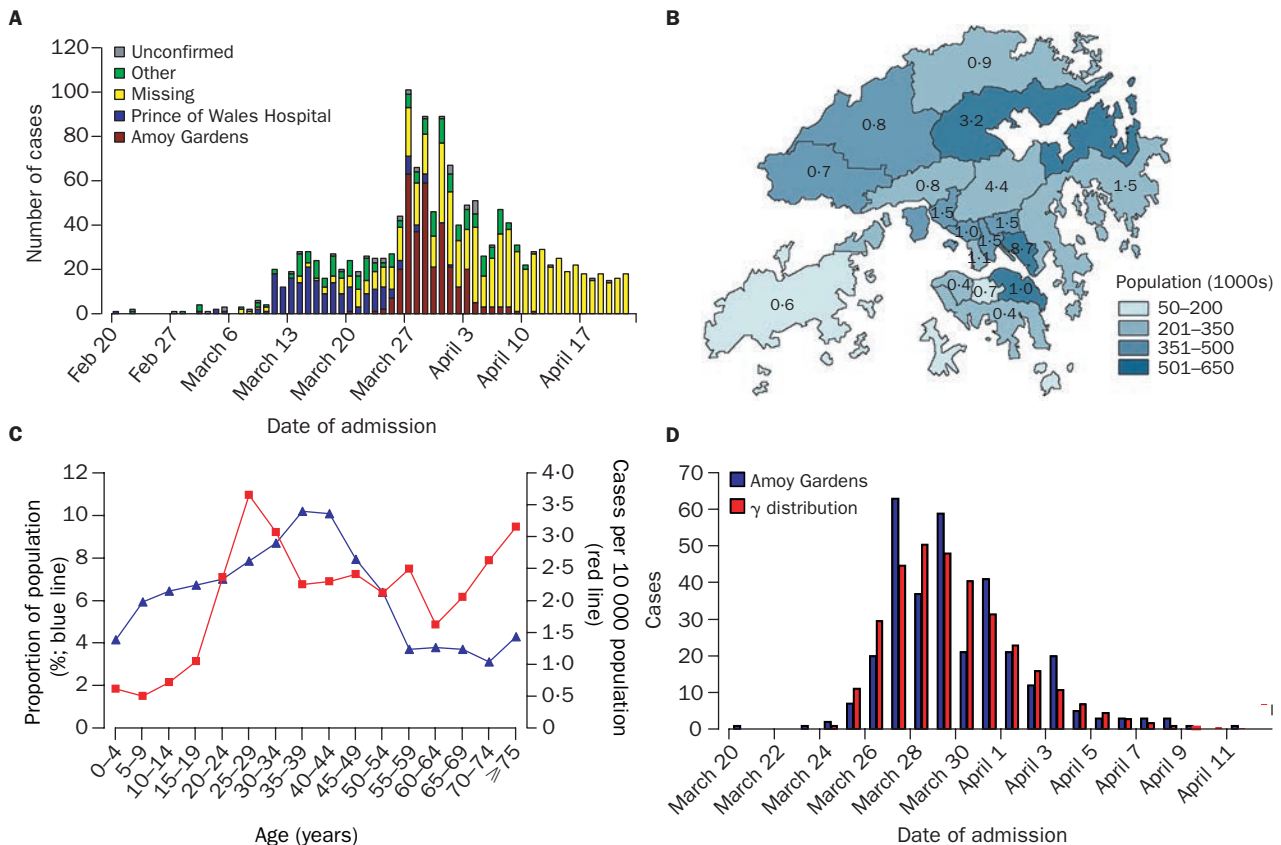 A
Number of cases
120
100
80
60
40
20
0
Unconfirmed
Other
Missing
Prince of Wales Hospital
Amoy Gardens
Feb 20
Feb 27
March 6
March 13
March 20
March 27
April 3
April 10
April 17
Date of admission
B
0·9
3·2
0·8
0·7
0·8
4·4
1·5
1·5
1·0
1·5
1·5
8·7
1·1
0·6
0·4
0·7
1·0
0·4
Population (1000s)
50–200
201–350
351–500
501–650
C
Proportion of population
(%; blue line)
12
10
8
6
4
2
0
4·0
3·5
3·0
2·5
2·0
1·5
1·0
0·5
0
Cases per 10 000 population
(red line)
0–4
5–9
10–14
15–19
20–24
25–29
30–34
35–39
40–44
45–49
50–54
55–59
60–64
65–69
70–74
⩾75
Age (years)
D
Cases
70
60
50
40
30
20
10
0
Amoy Gardens
γ distribution
March 20
March 22
March 24
March 26
March 28
March 30
April 1
April 3
April 5
April 7
April 9
April 11
Date of admission